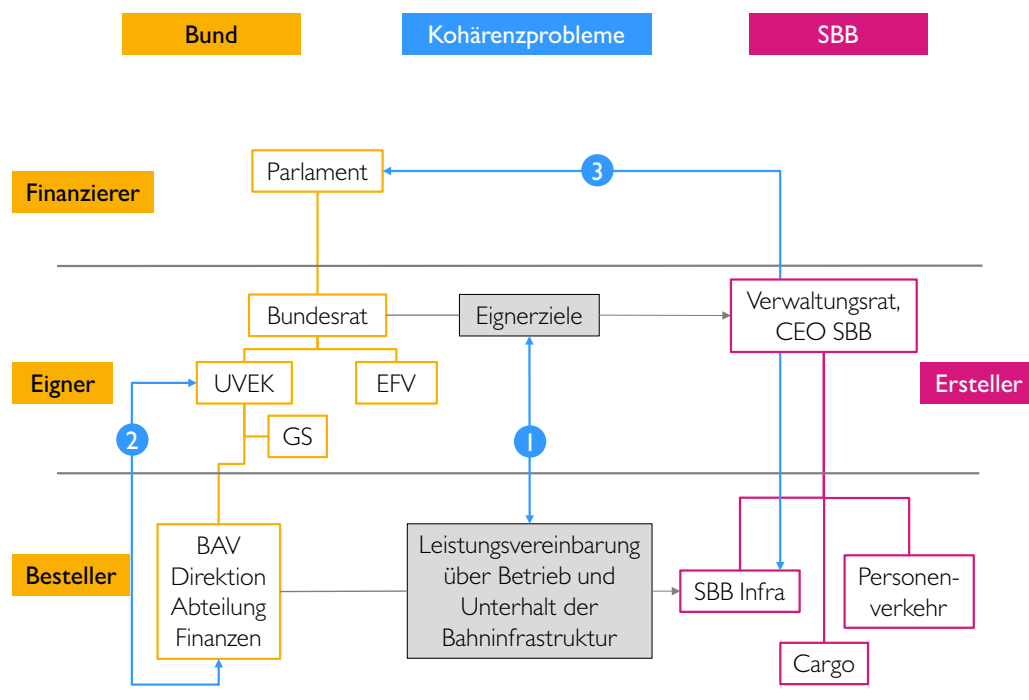 Bund
Kohärenzprobleme
SBB
Parlament
3
Finanzierer
Bundesrat
Eignerziele
Verwaltungsrat,
CEO SBB
Eigner
UVEK
EFV
Ersteller
2
GS
1
Besteller
BAV
Direktion
Abteilung
Finanzen
Leistungsvereinbarung
über Betrieb und
Unterhalt der
Bahninfrastruktur
SBB Infra
Personen-
verkehr
Cargo